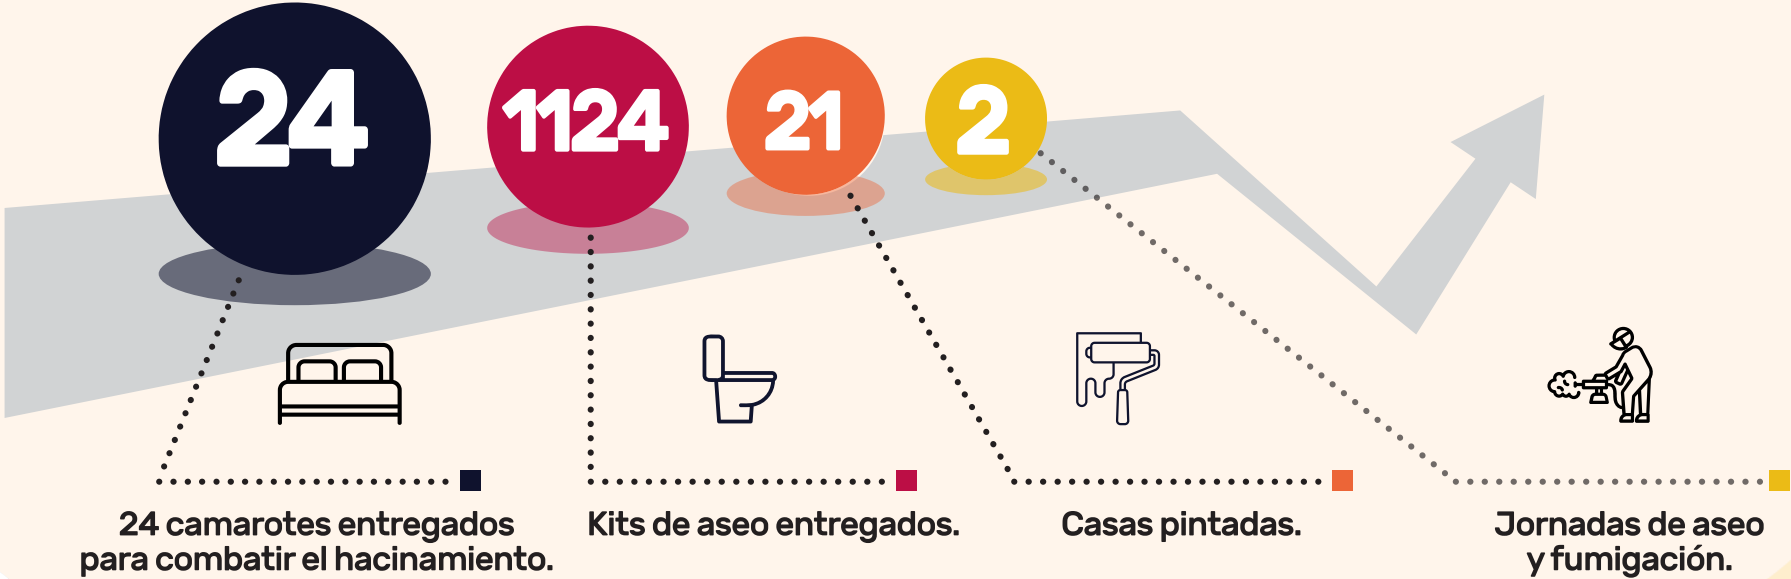 24
1124
21
2
24 camarotes entregados
para combatir el hacinamiento.
Kits de aseo entregados.
Casas pintadas.
Jornadas de aseo
y fumigación.